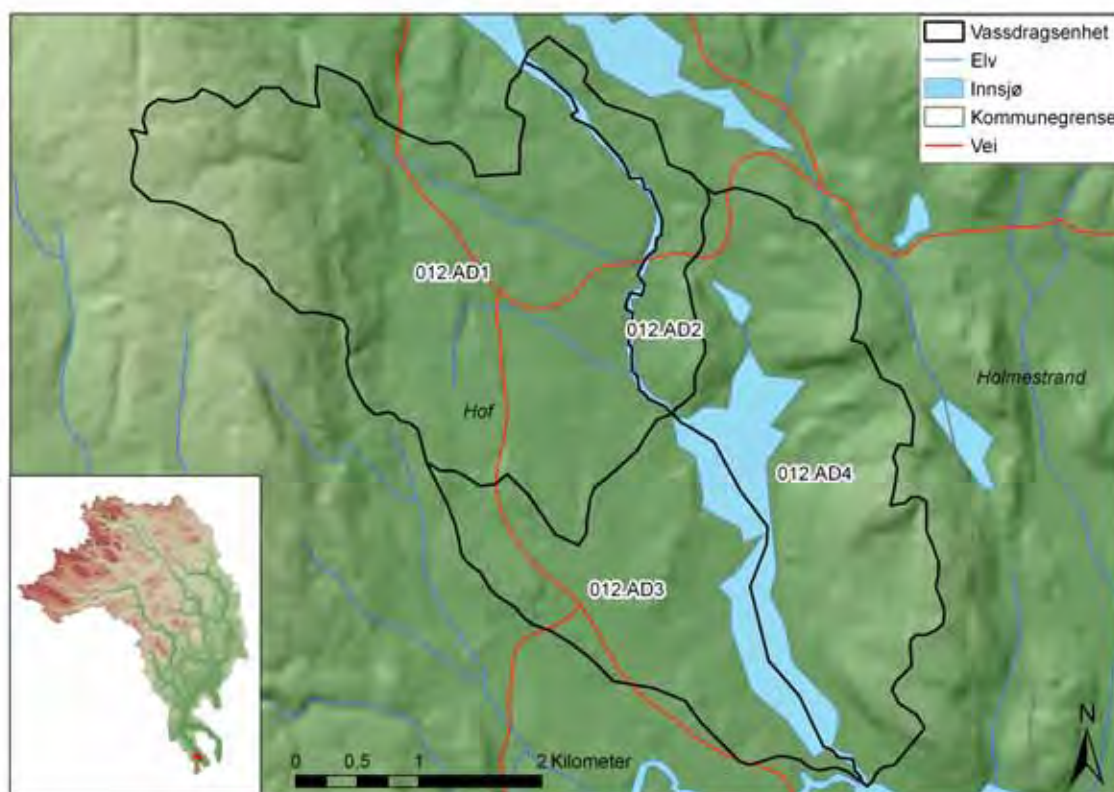 Vassdragsenhet
Elv
Innsjø
Kommunegrense
Vei
012.AD1
012.AD2
Hof
Holmestrand
012.AD4
012.AD3
N
0 0.5 1 2 Kilometer